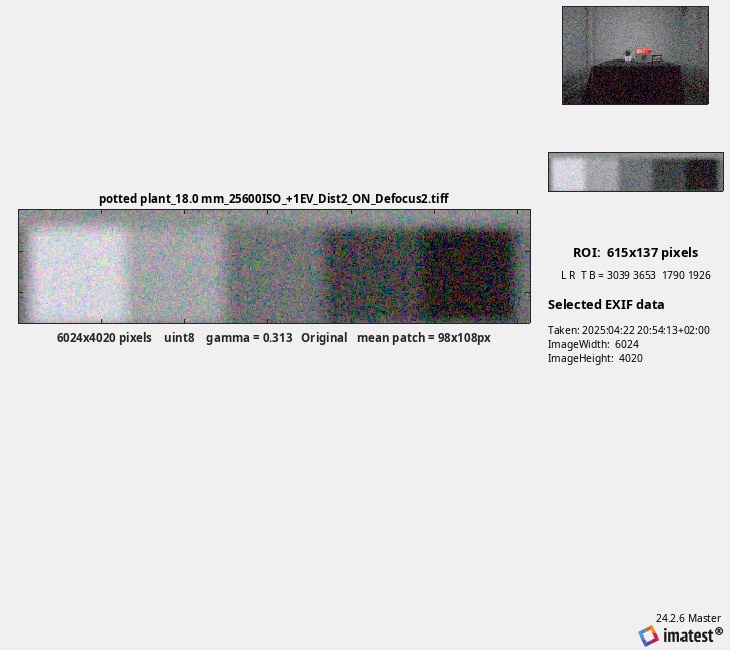 potted plant_18.0 mm_25600ISO_+1EV_Dist2_ON_Defocus2.tiff
6024x4020 pixels uint8 gamma = 0.313 Original mean patch = 98x108px
ROI: 615x137 pixels
L R T B = 3039 3653 1790 1926
Selected EXIF data
Taken: 2025:04:22 20:54:13+02:00
ImageWidth: 6024
ImageHeight: 4020
24.2.6 Master
imatest®